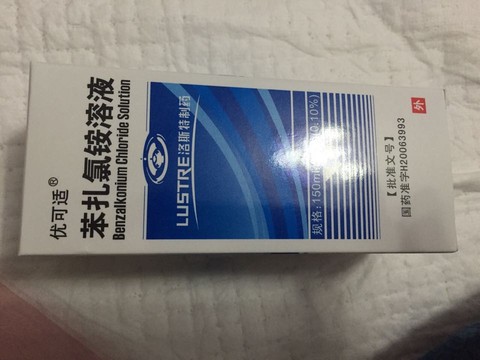 优可适®
苯扎氯铵溶液
Benzalkonium Chloride Solution
LUSTRE洛斯特制药
规格:150ml 0.10%)
外
【批准文号】
国药准字H20063993